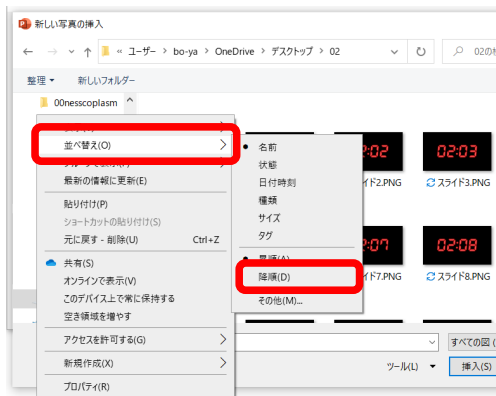 新しい写真の挿入
« ユーザー › bo-ya › OneDrive › デスクトップ › 02
02の
整理 ▾ 新しいフォルダー
00nesscoplasm
並べ替え(O)
最新の情報に更新(E)
貼り付け(P)
ショートカットの貼り付け(S)
元に戻す - 削除(U) Ctrl+Z
共有(S)
オンラインで表示(V)
このデバイス上で常に保持する
空き領域を増やす
アクセスを許可する(G)
新規作成(X)
プロパティ(R)
• 名前
状態
日付時刻
種類
サイズ
タグ
降順(D)
その他(M)...
:02
02:03
イド2.PNG
スライド3.PNG
:07
02:08
イド7.PNG
スライド8.PNG
すべての図 (
ツール(L) ▾ 挿入(S)